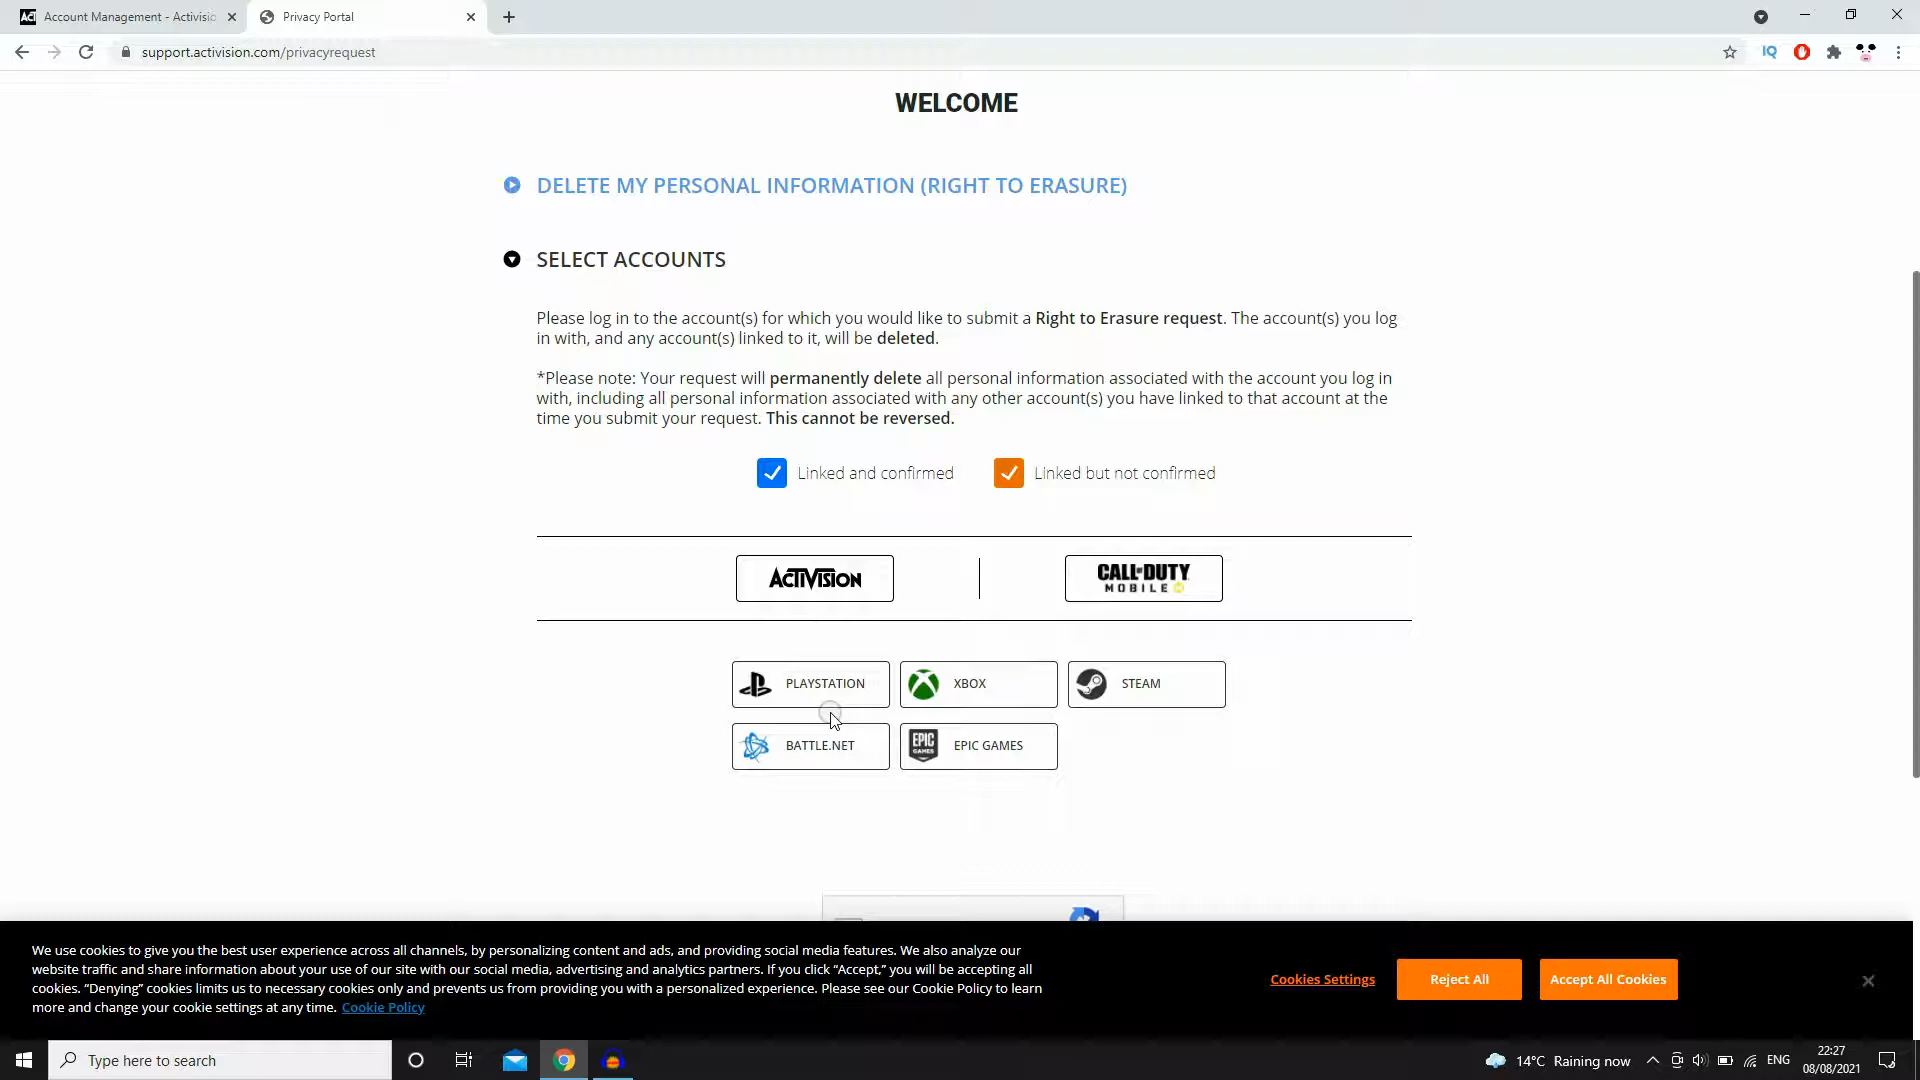 Account Management - Activisio
Privacy Portal
support.activision.com/privacyrequest
IQ
WELCOME
DELETE MY PERSONAL INFORMATION (RIGHT TO ERASURE)
SELECT ACCOUNTS
Please log in to the account(s) for which you would like to submit a Right to Erasure request. The account(s) you log
in with, and any account(s) linked to it, will be deleted.
*Please note: Your request will permanently delete all personal information associated with the account you log in
with, including all personal information associated with any other account(s) you have linked to that account at the
time you submit your request. This cannot be reversed.
Linked and confirmed
Linked but not confirmed
ACTIVISION
CALL OF DUTY
MOBILE
PLAYSTATION
XBOX
STEAM
BATTLE.NET
EPIC GAMES
EPIC GAMES
We use cookies to give you the best user experience across all channels, by personalizing content and ads, and providing social media features. We also analyze our
website traffic and share information about your use of our site with our social media, advertising and analytics partners. If you click “Accept,” you will be accepting all
cookies. “Denying” cookies limits us to necessary cookies only and prevents us from providing you with a personalized experience. Please see our Cookie Policy to learn
more and change your cookie settings at any time. Cookie Policy
Cookies Settings
Reject All
Accept All Cookies
Type here to search
14°C Raining now
ENG
22:27
08/08/2021